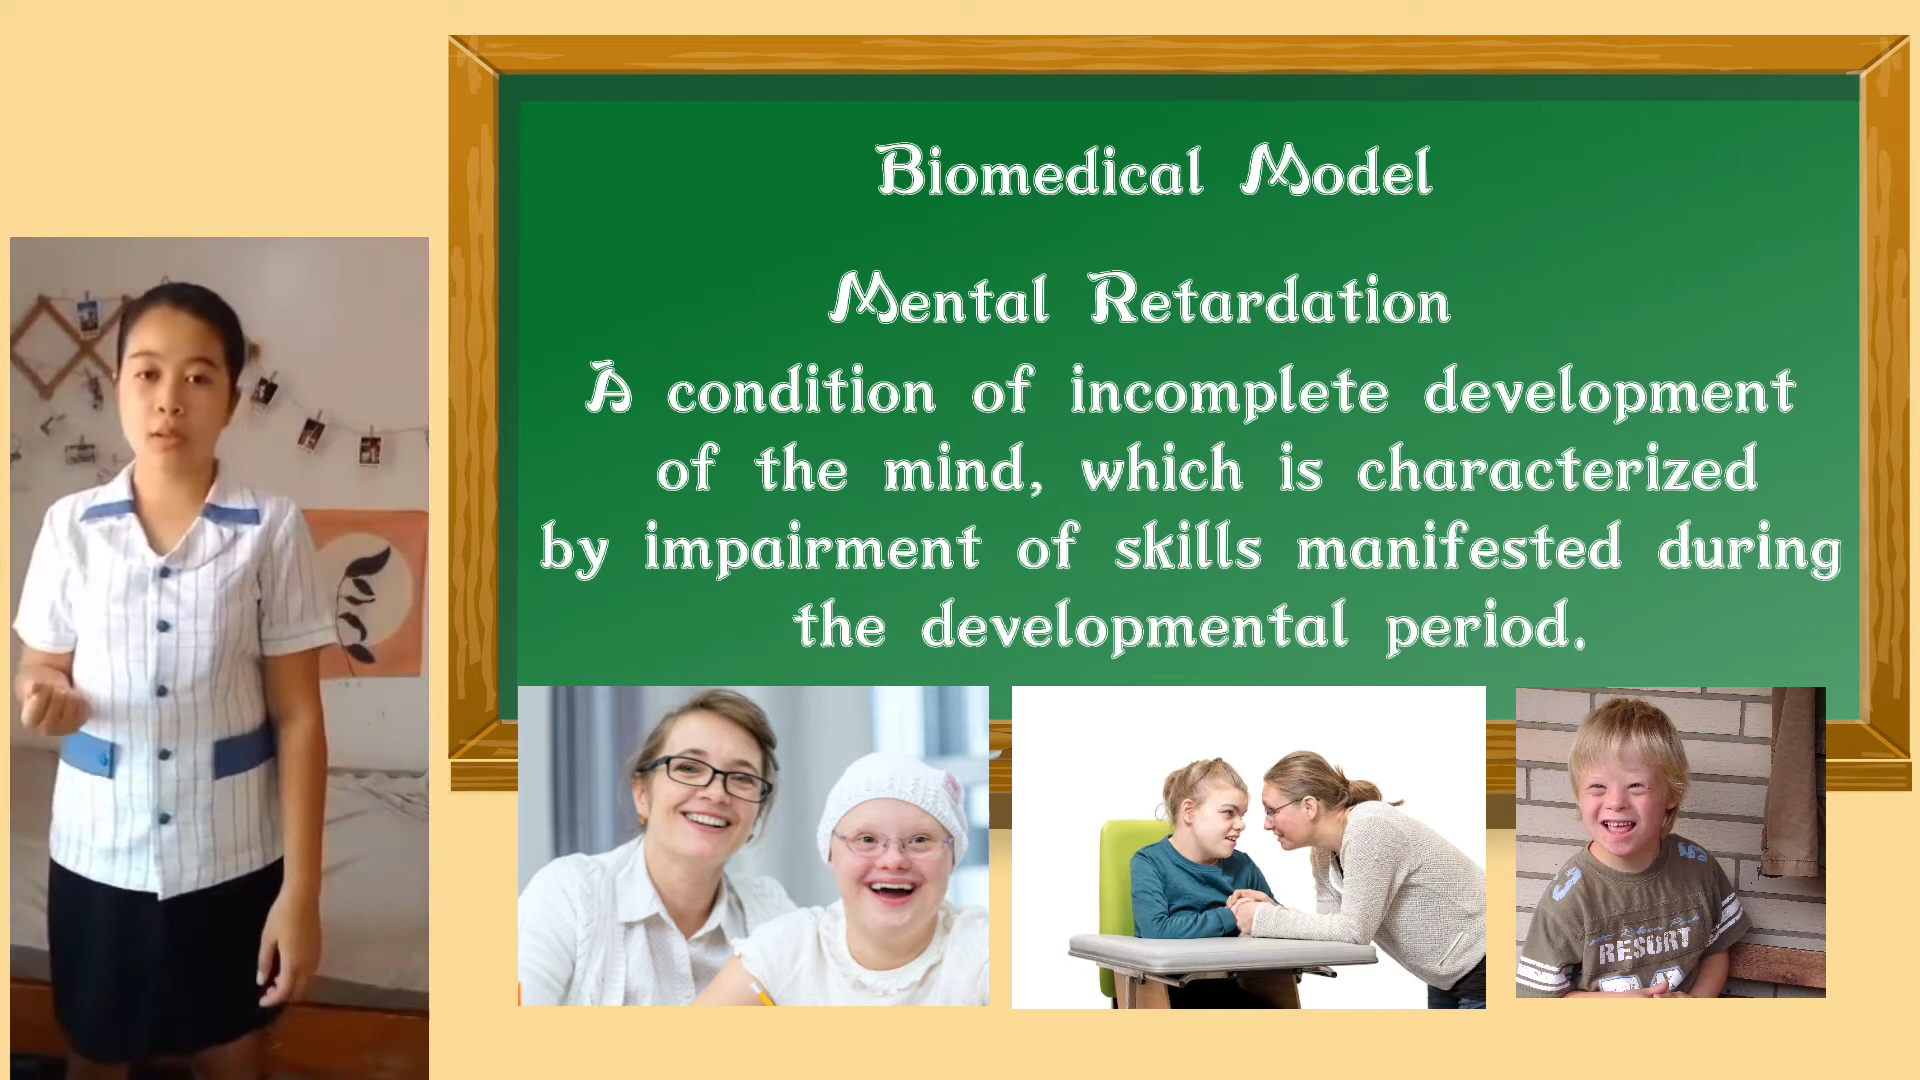 Biomedical Model
Mental Retardation
A condition of incomplete development
of the mind, which is characterized
by impairment of skills manifested during
the developmental period.
RESORT